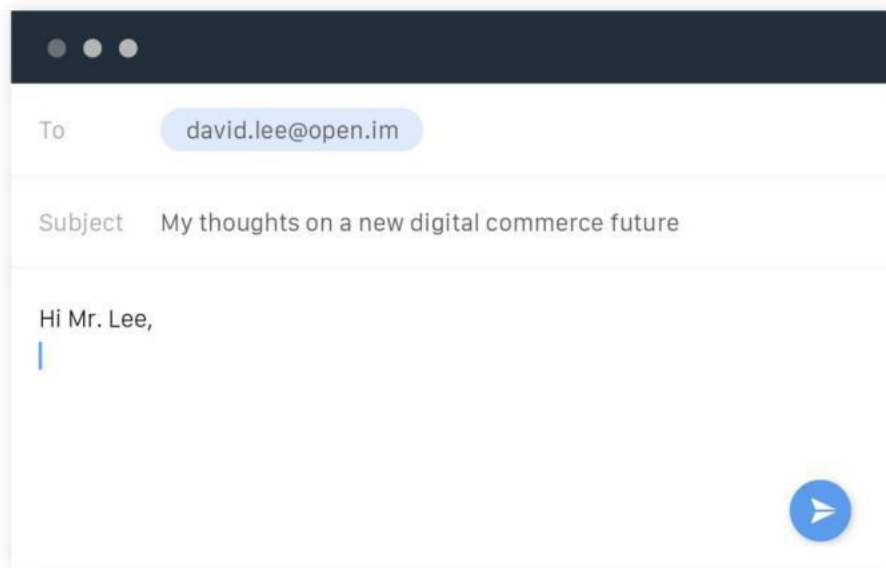 To david.lee@open.im
Subject My thoughts on a new digital commerce future
Hi Mr. Lee,